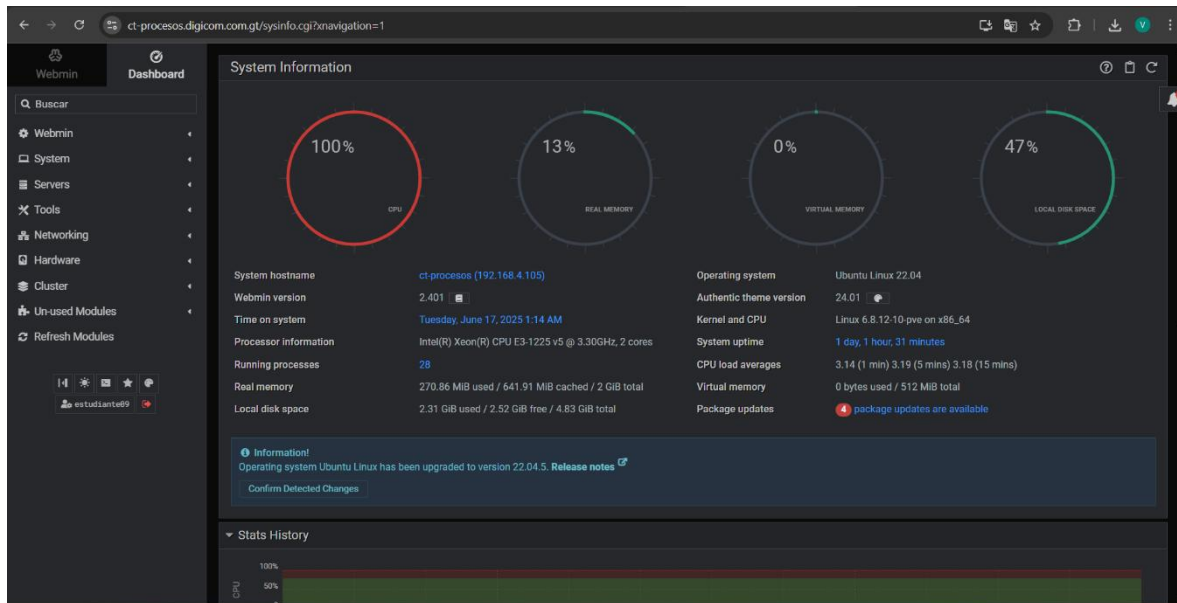 ct-procesos.digicom.com.gt/sysinfo.cgi?xnavigation=1
V
Webmin
Dashboard
Buscar
Webmin
System
Servers
Tools
Networking
Hardware
Cluster
Un-used Modules
Refresh Modules
estudiante09
System Information
100%
CPU
13%
REAL MEMORY
0%
VIRTUAL MEMORY
47%
LOCAL DISK SPACE
System hostname ct-procesos (192.168.4.105) Operating system Ubuntu Linux 22.04
Webmin version 2.401 Authentic theme version 24.01
Time on system Tuesday, June 17, 2025 1:14 AM Kernel and CPU Linux 6.8.12-10-pve on x86_64
Processor information Intel(R) Xeon(R) CPU E3-1225 v5 @ 3.30GHz, 2 cores System uptime 1 day, 1 hour, 31 minutes
Running processes 28 CPU load averages 3.14 (1 min) 3.19 (5 mins) 3.18 (15 mins)
Real memory 270.86 MiB used / 641.91 MiB cached / 2 GiB total Virtual memory 0 bytes used / 512 MiB total
Local disk space 2.31 GiB used / 2.52 GiB free / 4.83 GiB total Package updates 4 package updates are available
Information!
Operating system Ubuntu Linux has been upgraded to version 22.04.5. Release notes
Confirm Detected Changes
Stats History
100%
CPU
50%